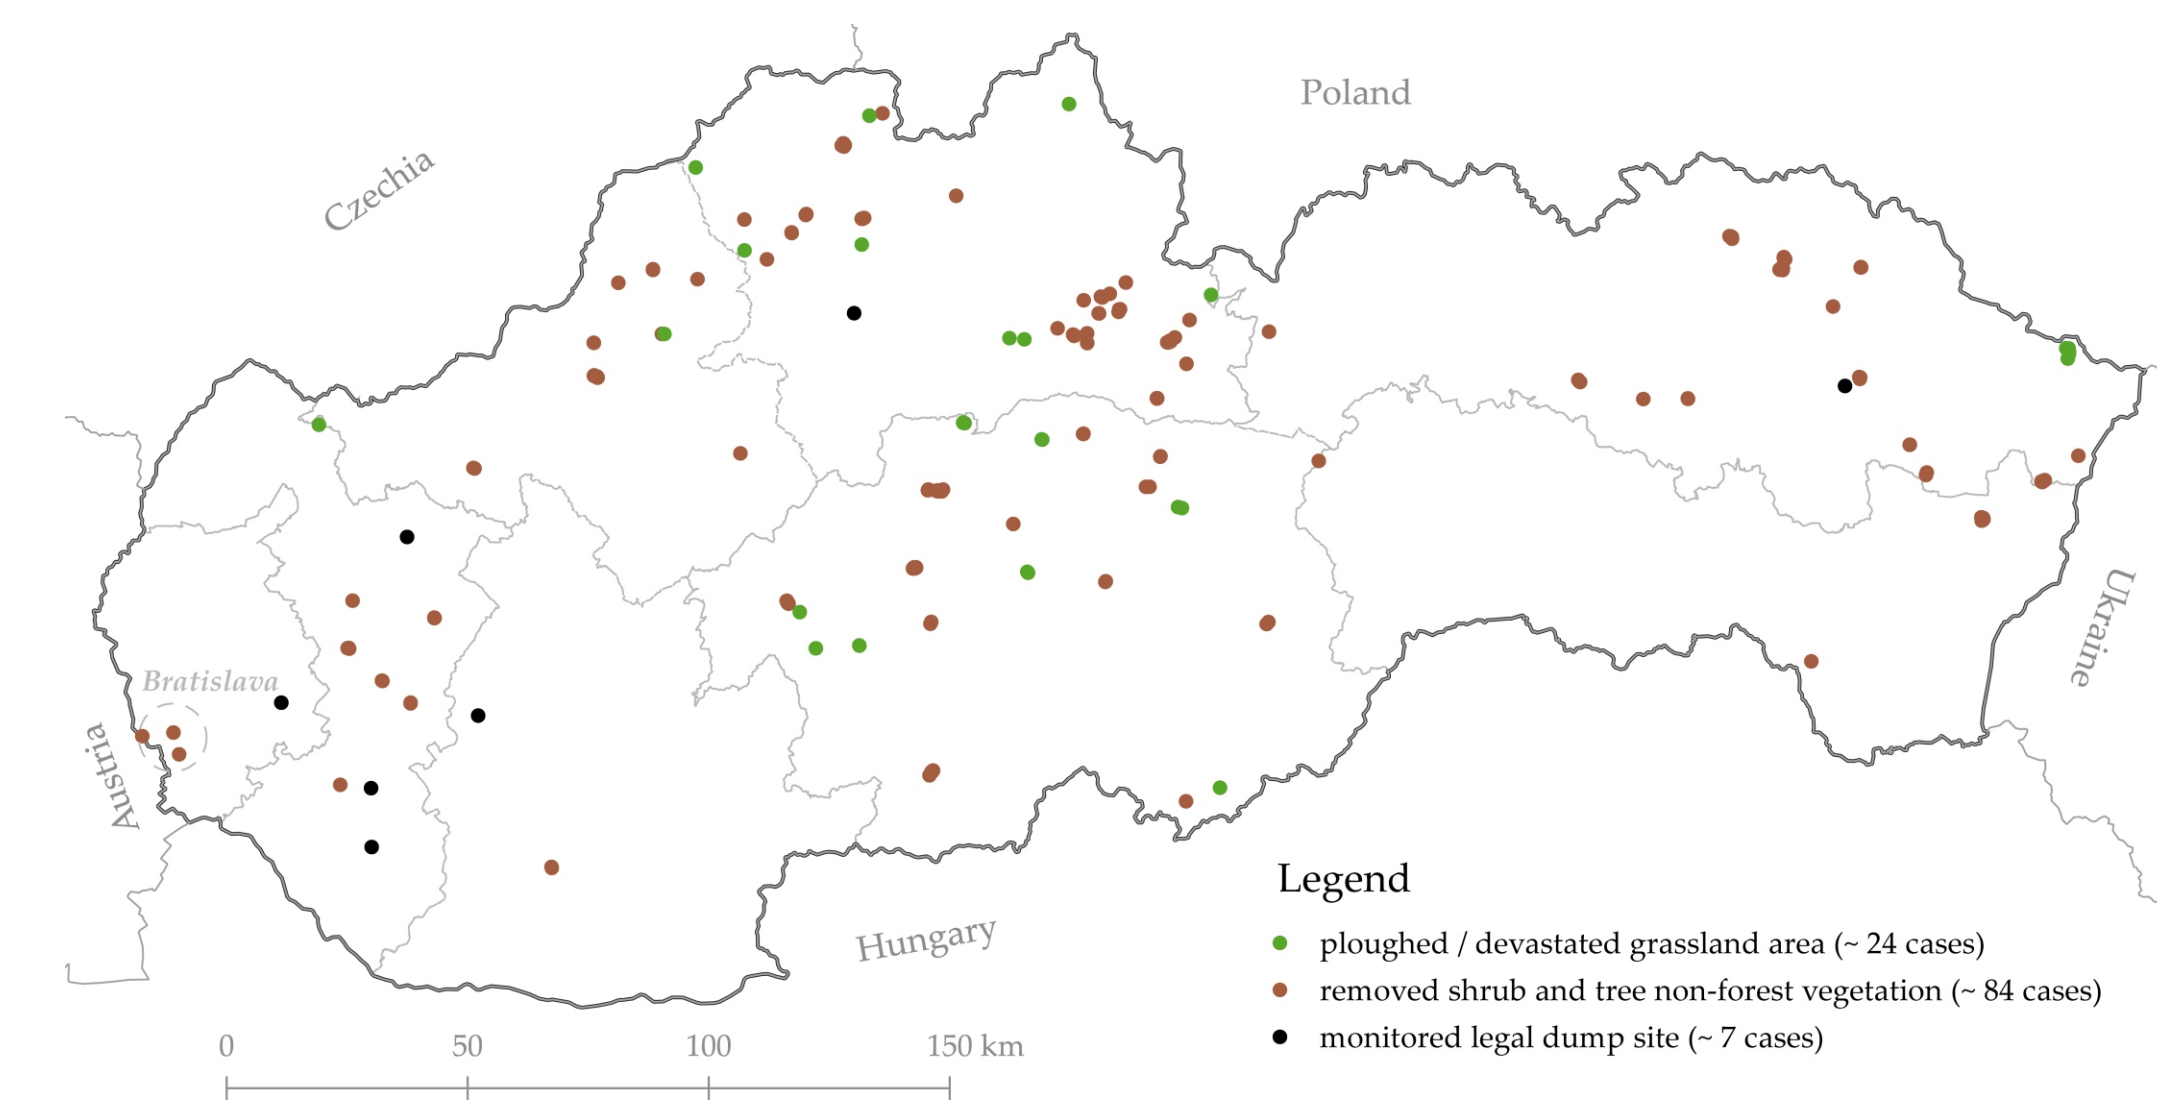 Poland
Czechia
Bratislava
Austria
Ukraine
Hungary
Legend
ploughed / devastated grassland area (~ 24 cases)
removed shrub and tree non-forest vegetation (~ 84 cases)
monitored legal dump site (~ 7 cases)
0 50 100 150 km